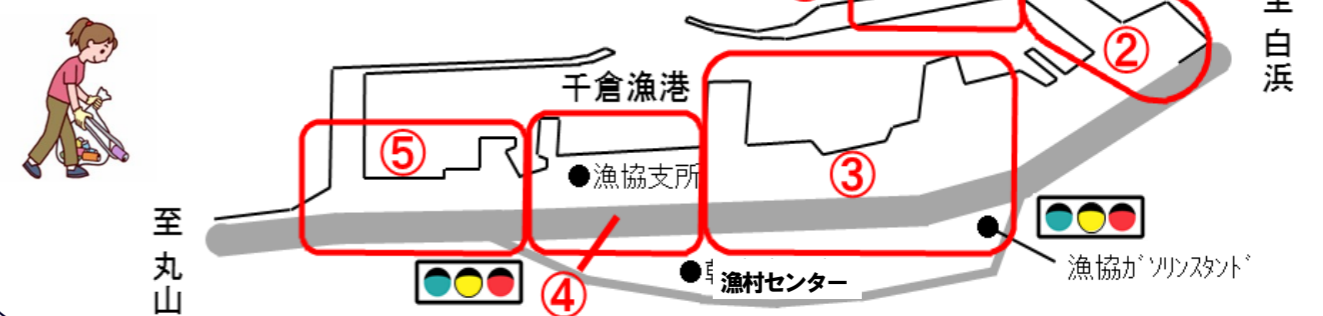 至白浜
②
千倉漁港
⑤
③
●漁協支所
至丸山
漁協ｶﾞｿﾘﾝｽﾀﾝﾄﾞ
④
漁村センター